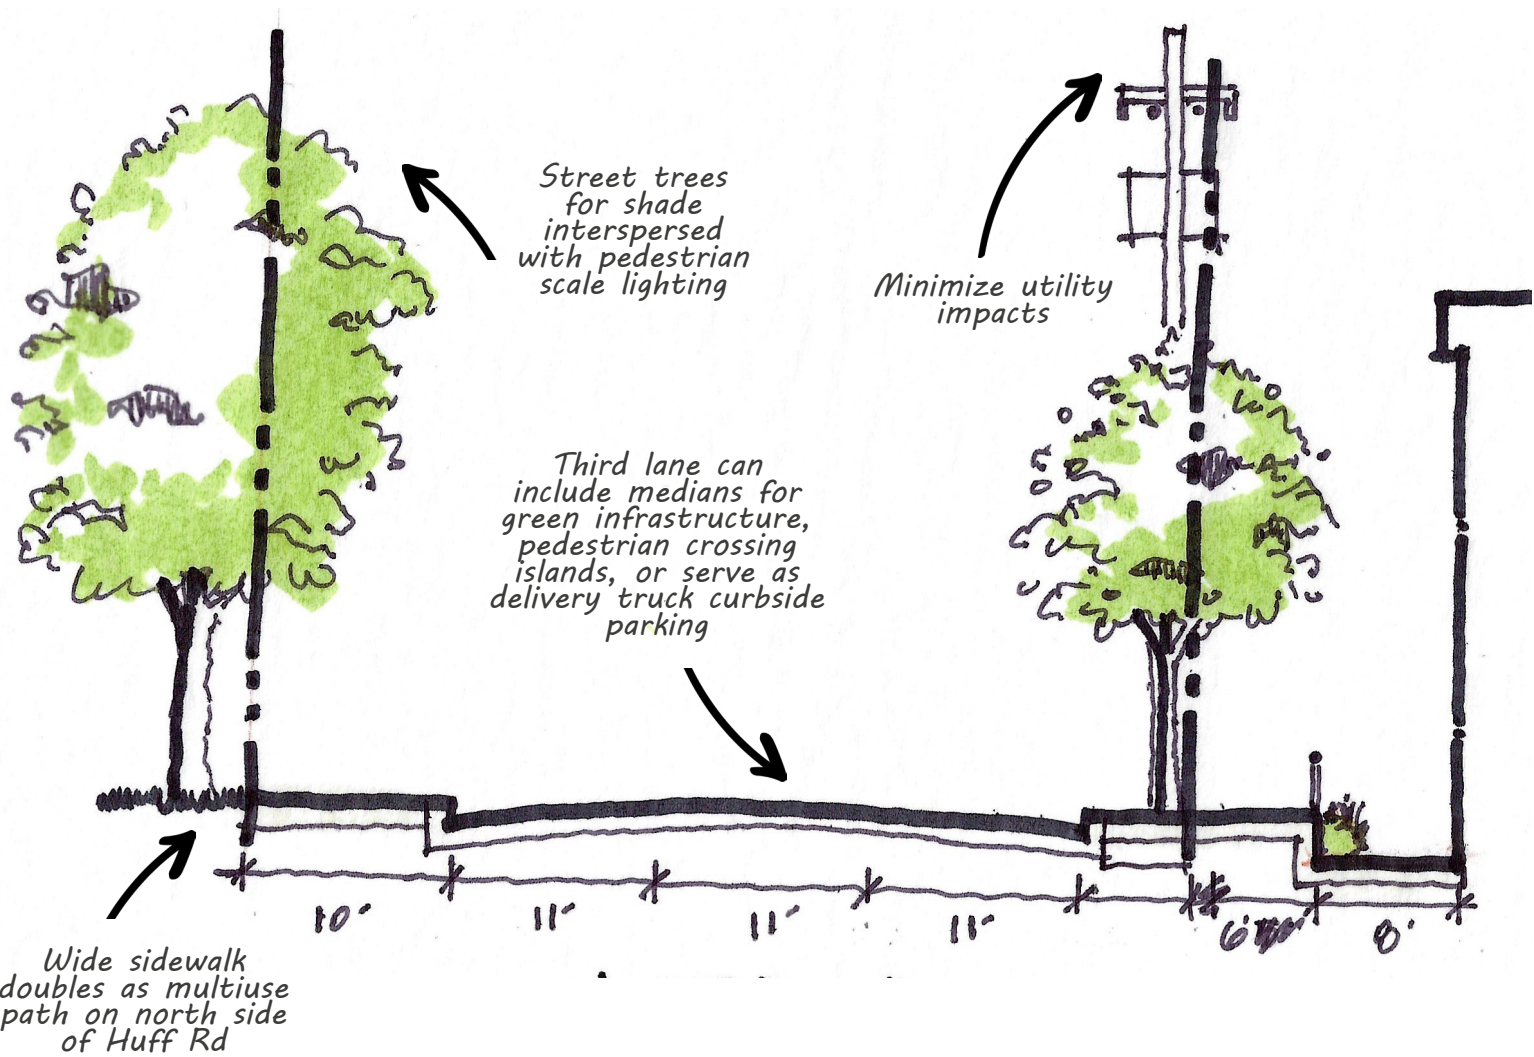 Street trees
for shade
interspersed
with pedestrian
scale lighting
Minimize utility
impacts
Third lane can
include medians for
green infrastructure,
pedestrian crossing
islands, or serve as
delivery truck curbside
parking
10'
11'
11'
11'
6'
8'
Wide sidewalk
doubles as multiuse
path on north side
of Huff Rd